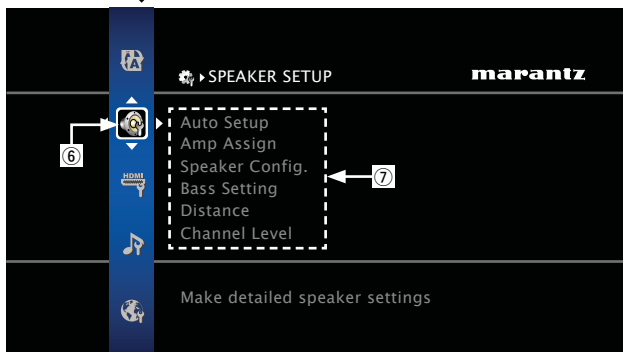 A
SPEAKER SETUP
marantz
Auto Setup
Amp Assign
Speaker Config.
Bass Setting
Distance
Channel Level
⑥
⑦
HDMI
Make detailed speaker settings